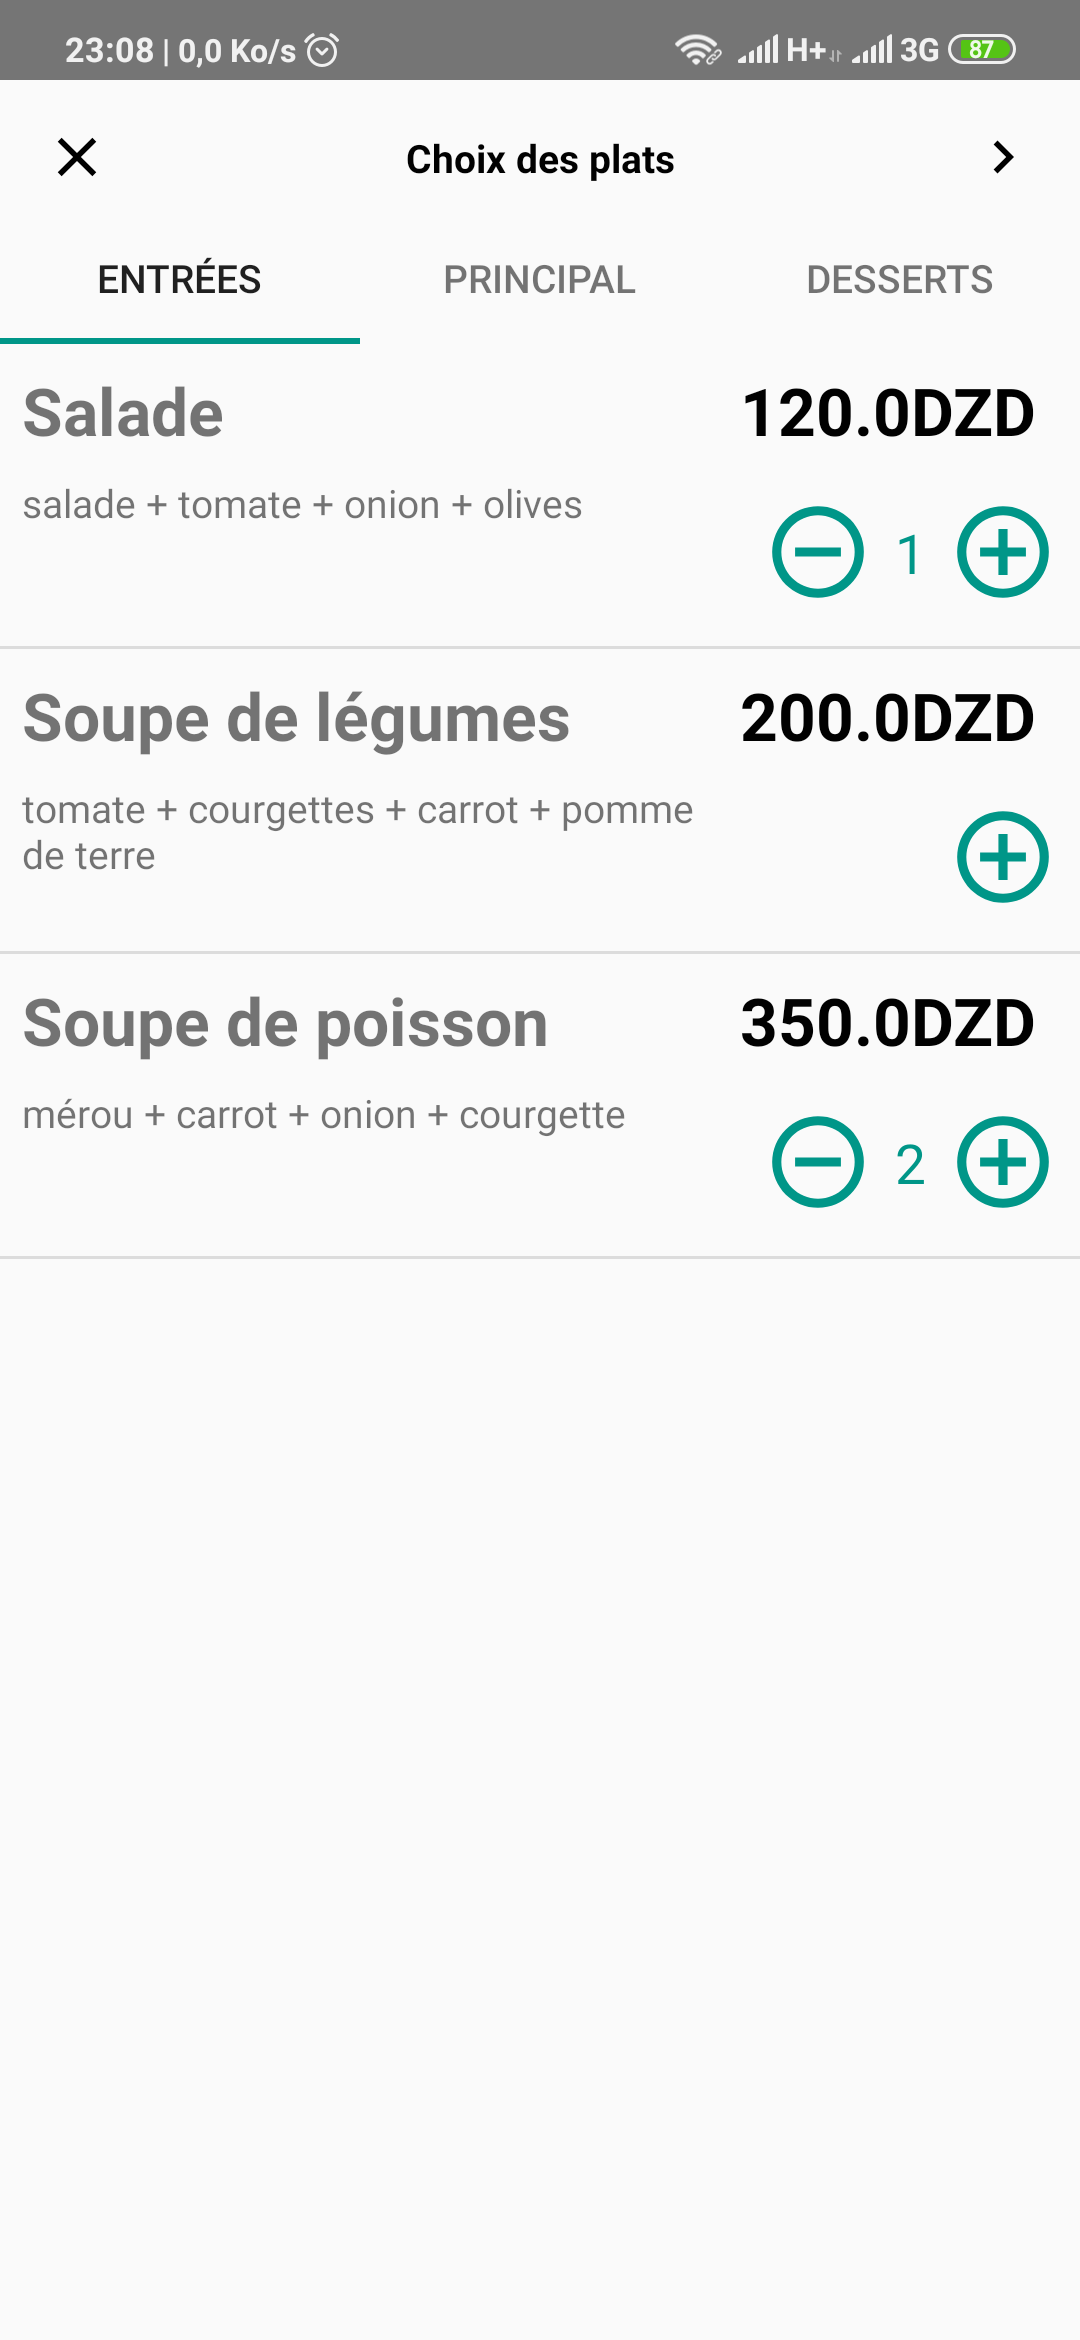 23:08 | 0,0 Ko/s H+ 3G 87
Choix des plats
ENTRÉES PRINCIPAL DESSERTS
Salade 120.0DZD
salade + tomate + onion + olives
1
Soupe de légumes 200.0DZD
tomate + courgettes + carrot + pomme
de terre
Soupe de poisson 350.0DZD
mérou + carrot + onion + courgette
2